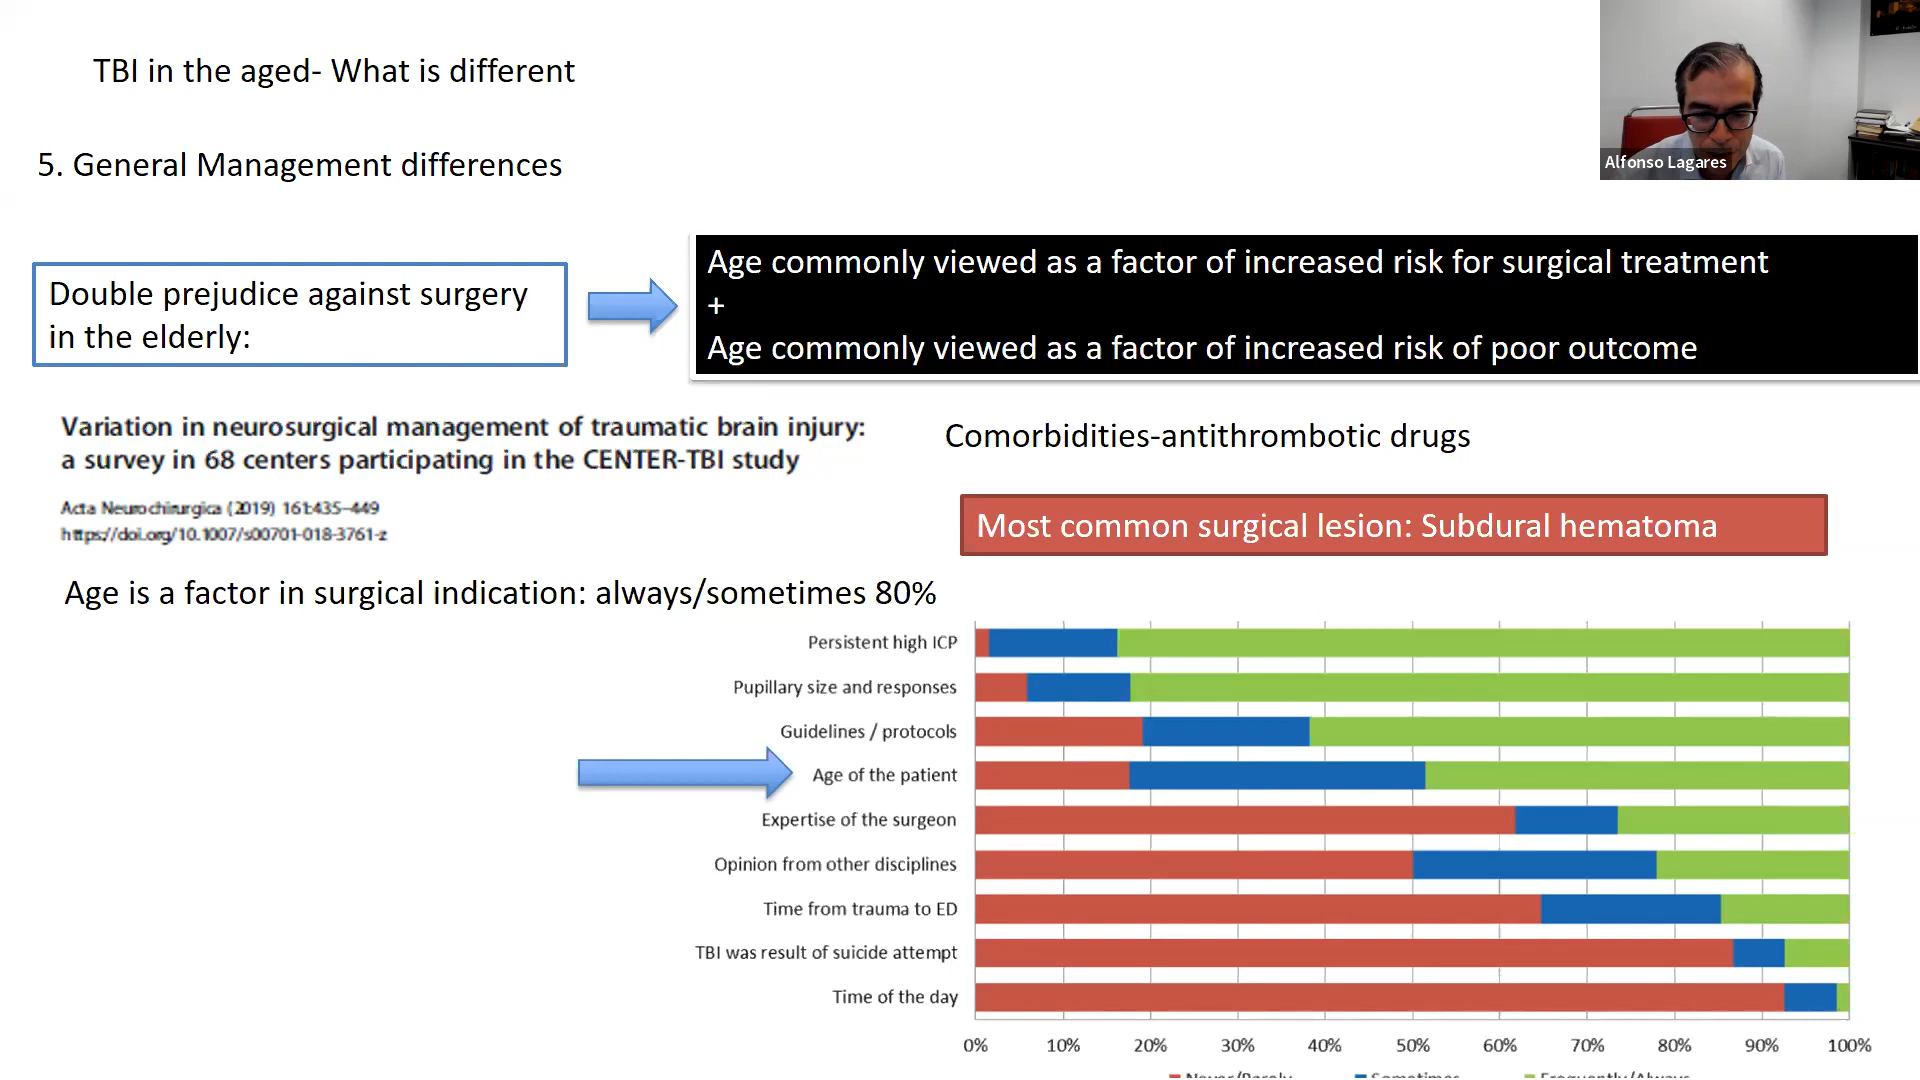 TBI in the aged- What is different
Alfonso Lagares
5. General Management differences
Double prejudice against surgery
in the elderly:
Age commonly viewed as a factor of increased risk for surgical treatment
+
Age commonly viewed as a factor of increased risk of poor outcome
Variation in neurosurgical management of traumatic brain injury:
a survey in 68 centers participating in the CENTER-TBI study
Acta Neurochirurgica (2019) 161:435–449
https://doi.org/10.1007/s00701-018-3761-z
Comorbidities-antithrombotic drugs
Most common surgical lesion: Subdural hematoma
Age is a factor in surgical indication: always/sometimes 80%
Persistent high ICP
Pupillary size and responses
Guidelines / protocols
Age of the patient
Expertise of the surgeon
Opinion from other disciplines
Time from trauma to ED
TBI was result of suicide attempt
Time of the day
0% 10% 20% 30% 40% 50% 60% 70% 80% 90% 100%
Never/Rarely Sometimes Frequently/Always